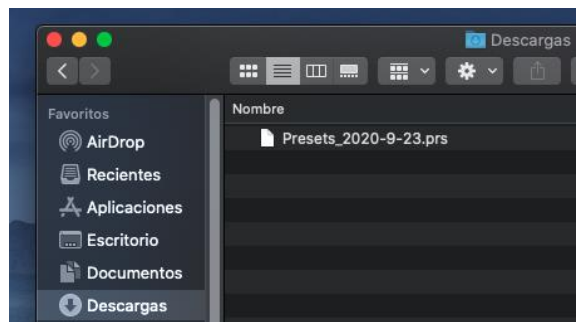 Descargas
Favoritos
AirDrop
Recientes
Aplicaciones
Escritorio
Documentos
Descargas
Nombre
Presets_2020-9-23.prs